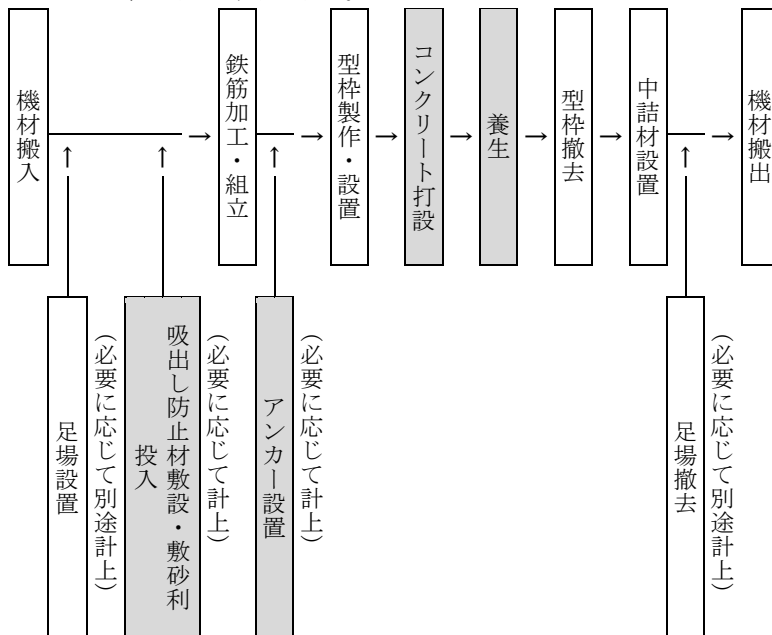 機材搬入
→
鉄筋加工・組立
→
型枠製作・設置
→
コンクリート打設
→
養生
→
型枠撤去
→
中詰材設置
→
機材搬出
↑
↑
↑
↑
足場設置
(必要に応じて別途計上)
吸出し防止材敷設・敷砂利
投入
(必要に応じて計上)
アンカー設置
(必要に応じて計上)
足場撤去
(必要に応じて別途計上)